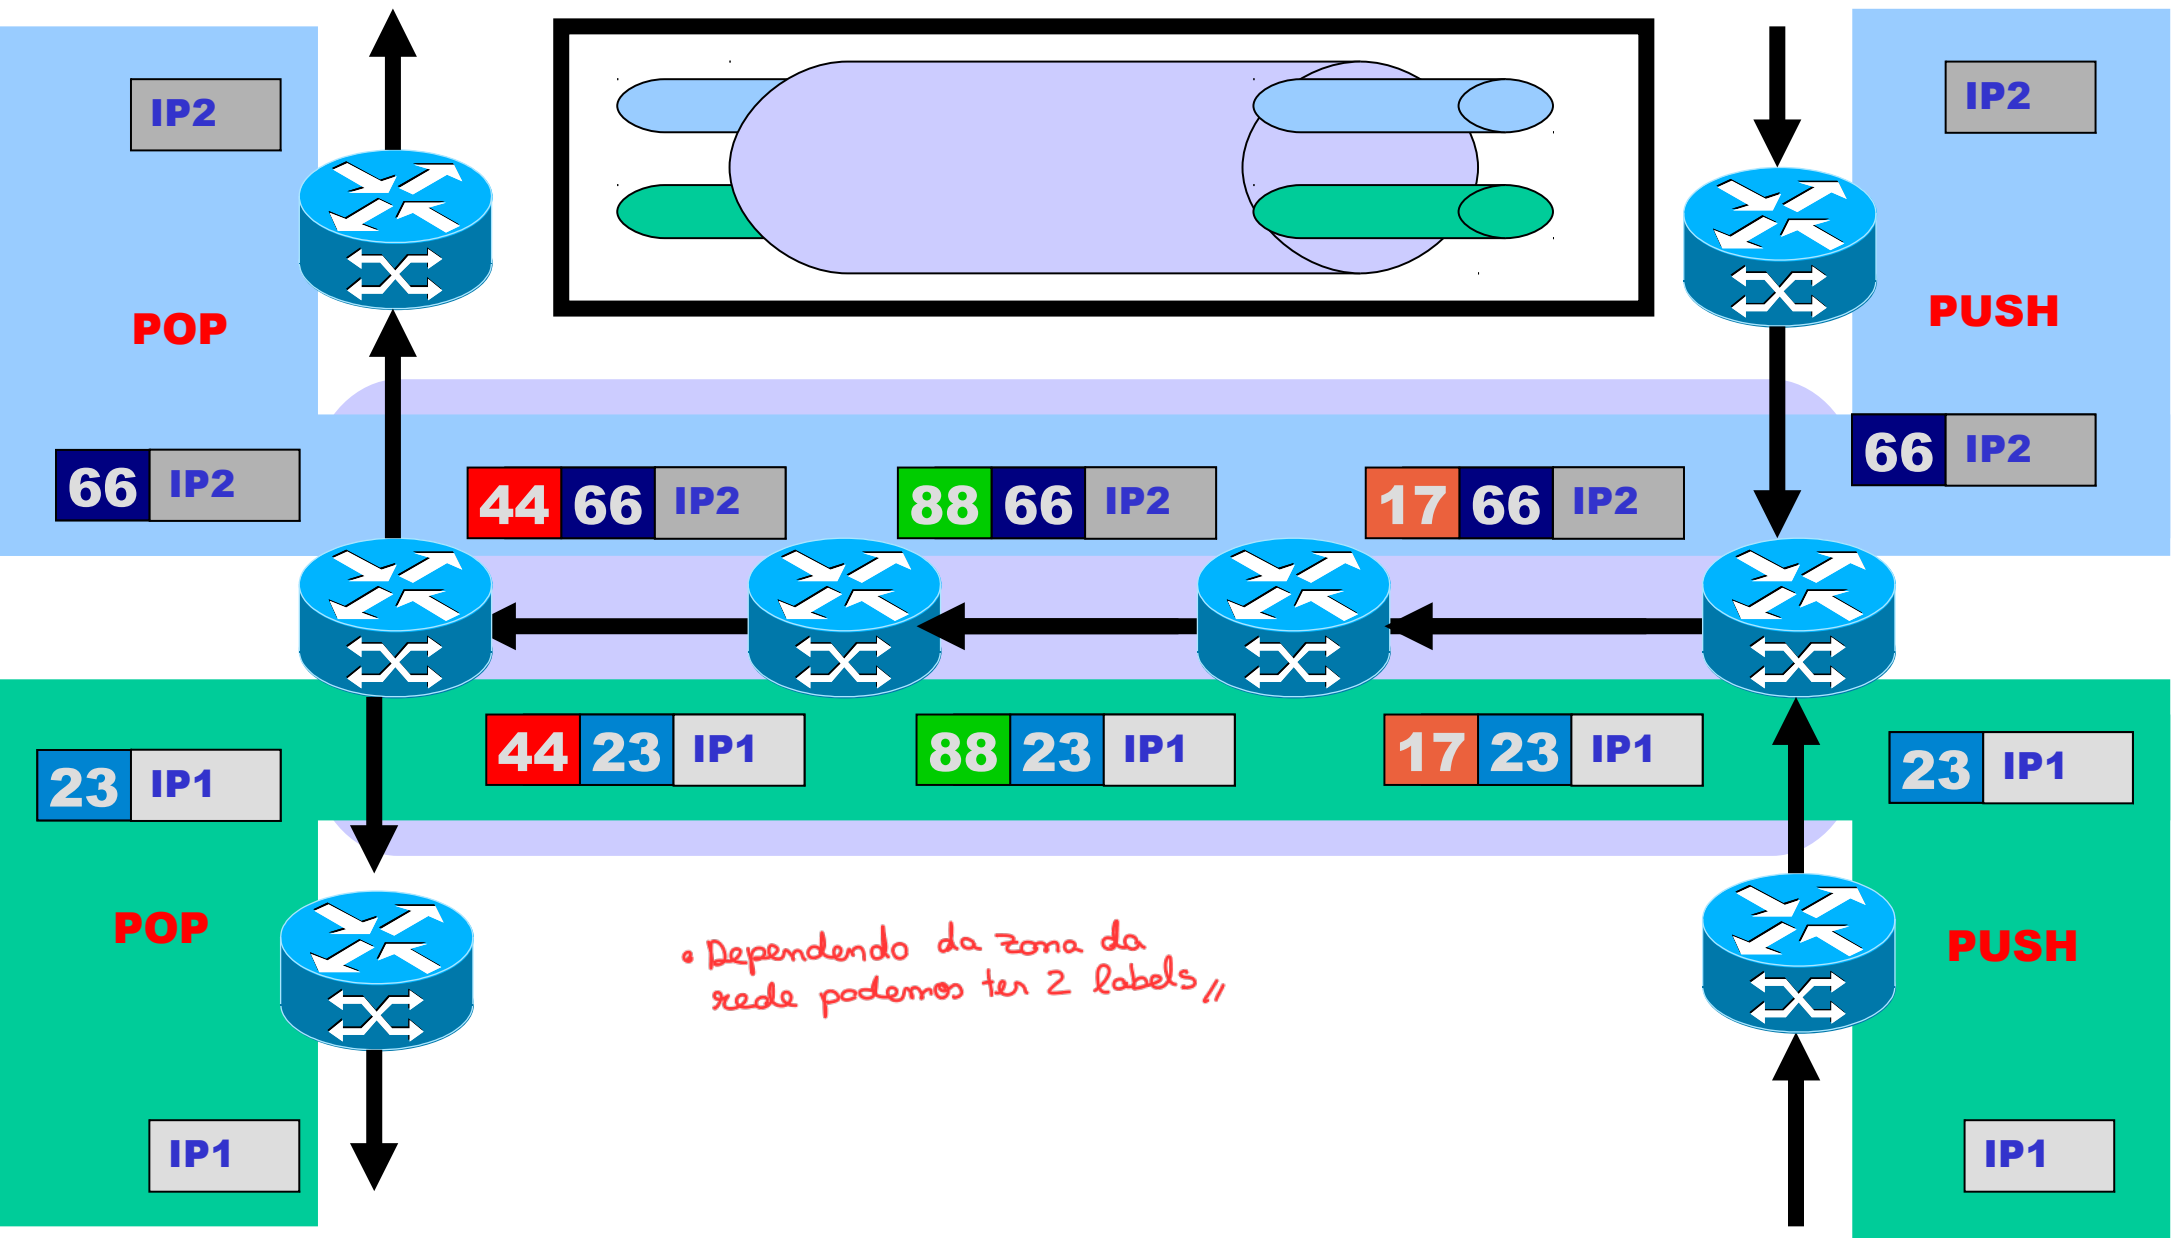 IP2
IP2
POP
PUSH
66 IP2
66 IP2
44 66 IP2
88 66 IP2
17 66 IP2
44 23 IP1
88 23 IP1
17 23 IP1
23 IP1
23 IP1
POP
PUSH
• Dependendo da zona da
rede podemos ter 2 labels,,
IP1
IP1